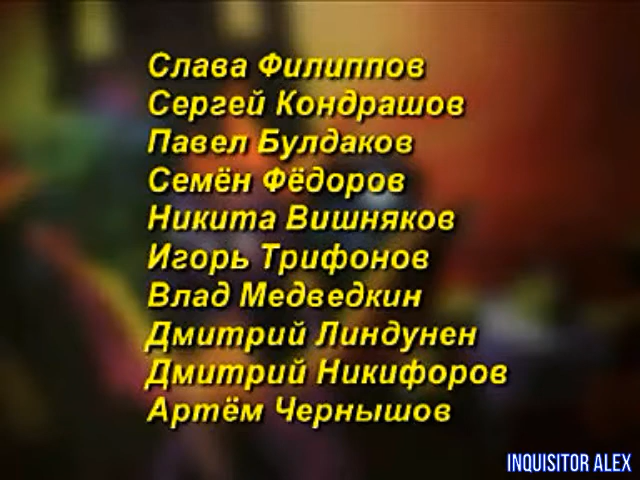 Слава Филиппов
Сергей Кондрашов
Павел Булдаков
Семён Фёдоров
Никита Вишняков
Игорь Трифонов
Влад Медведкин
Дмитрий Линдунен
Дмитрий Никифоров
Артём Чернышов
INQUISITOR ALEX